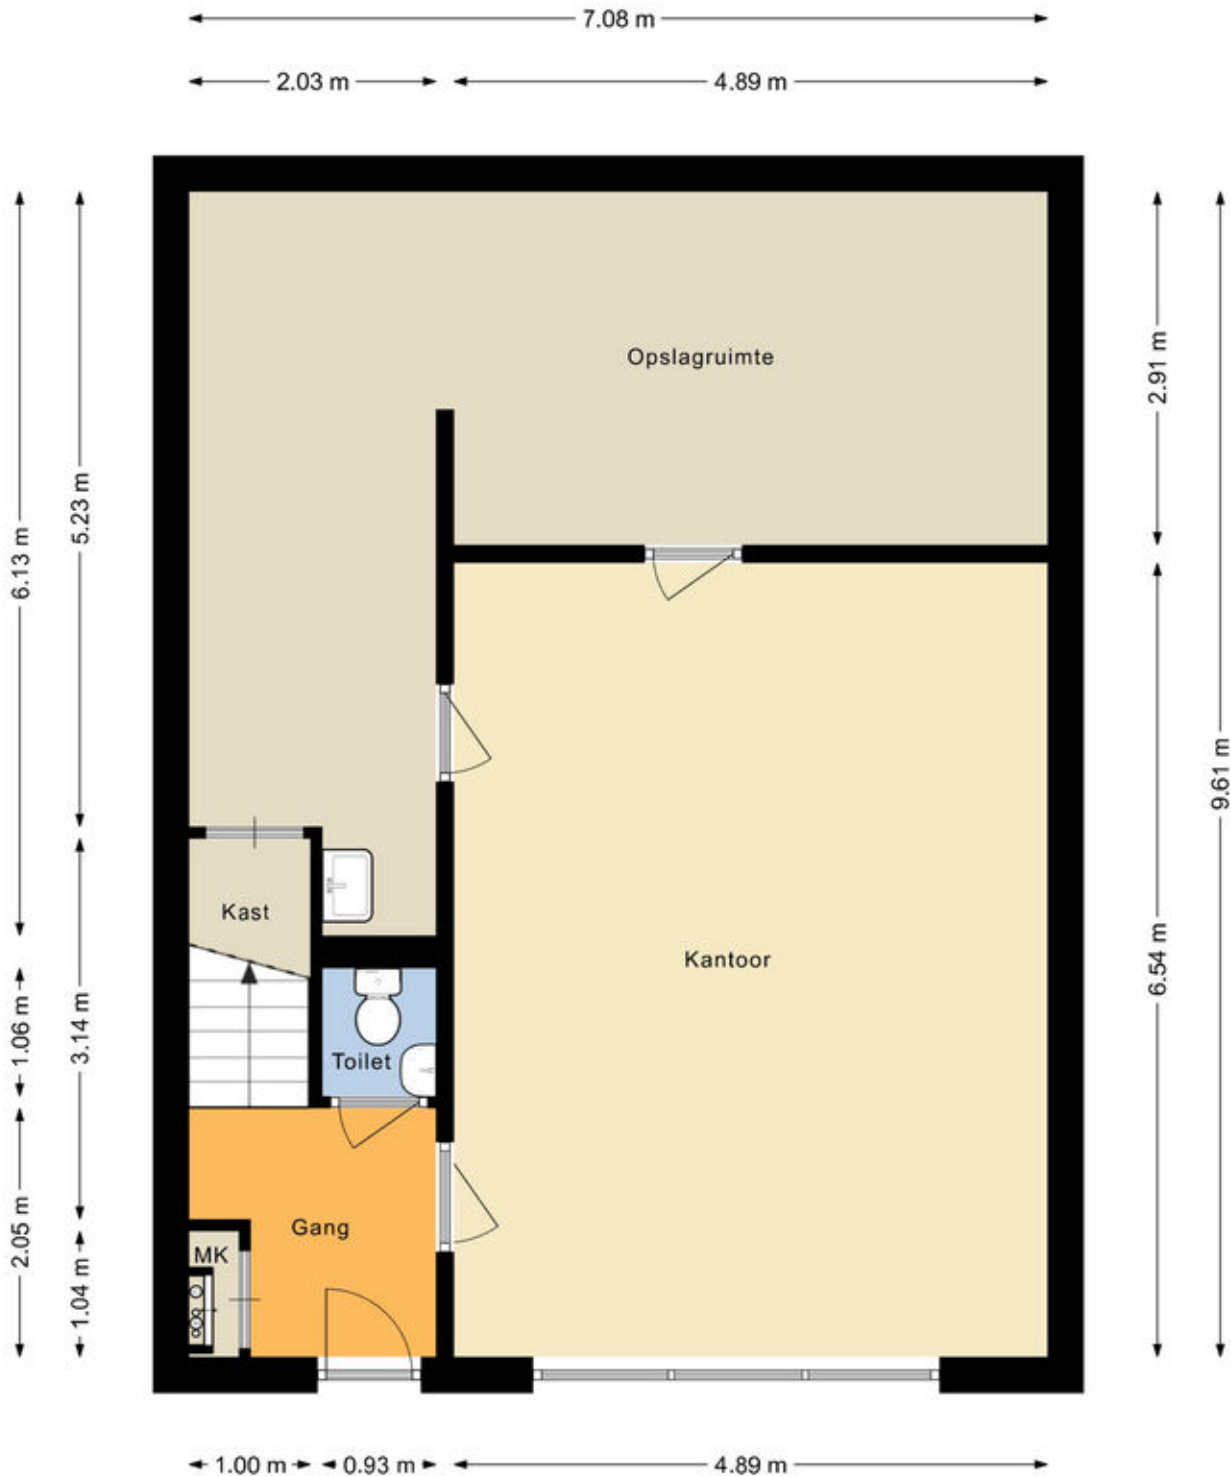 7.08 m
2.03 m
4.89 m
Opslagruimte
2.91 m
5.23 m
6.13 m
9.61 m
Kast
Kantoor
6.54 m
1.06 m
3.14 m
Toilet
2.05 m
Gang
MK
1.04 m
1.00 m
0.93 m
4.89 m